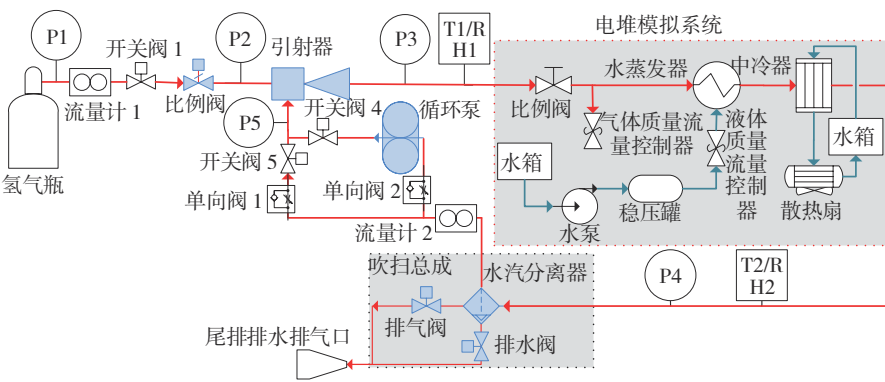 电堆模拟系统
P1
开关阀 1
P2
引射器
P3
T1/R
H1
流量计 1
比例阀
氢气瓶
P5
开关阀 4
循环泵
开关阀 5
单向阀 1
单向阀 2
流量计 2
比例阀
水蒸发器
中冷器
气体质量流
量控制器
液体
质量
流量
控制
器
水箱
水箱
水泵
稳压罐
散热扇
吹扫总成
水汽分离器
P4
T2/R
H2
排气阀
排水阀
尾排排水排气口